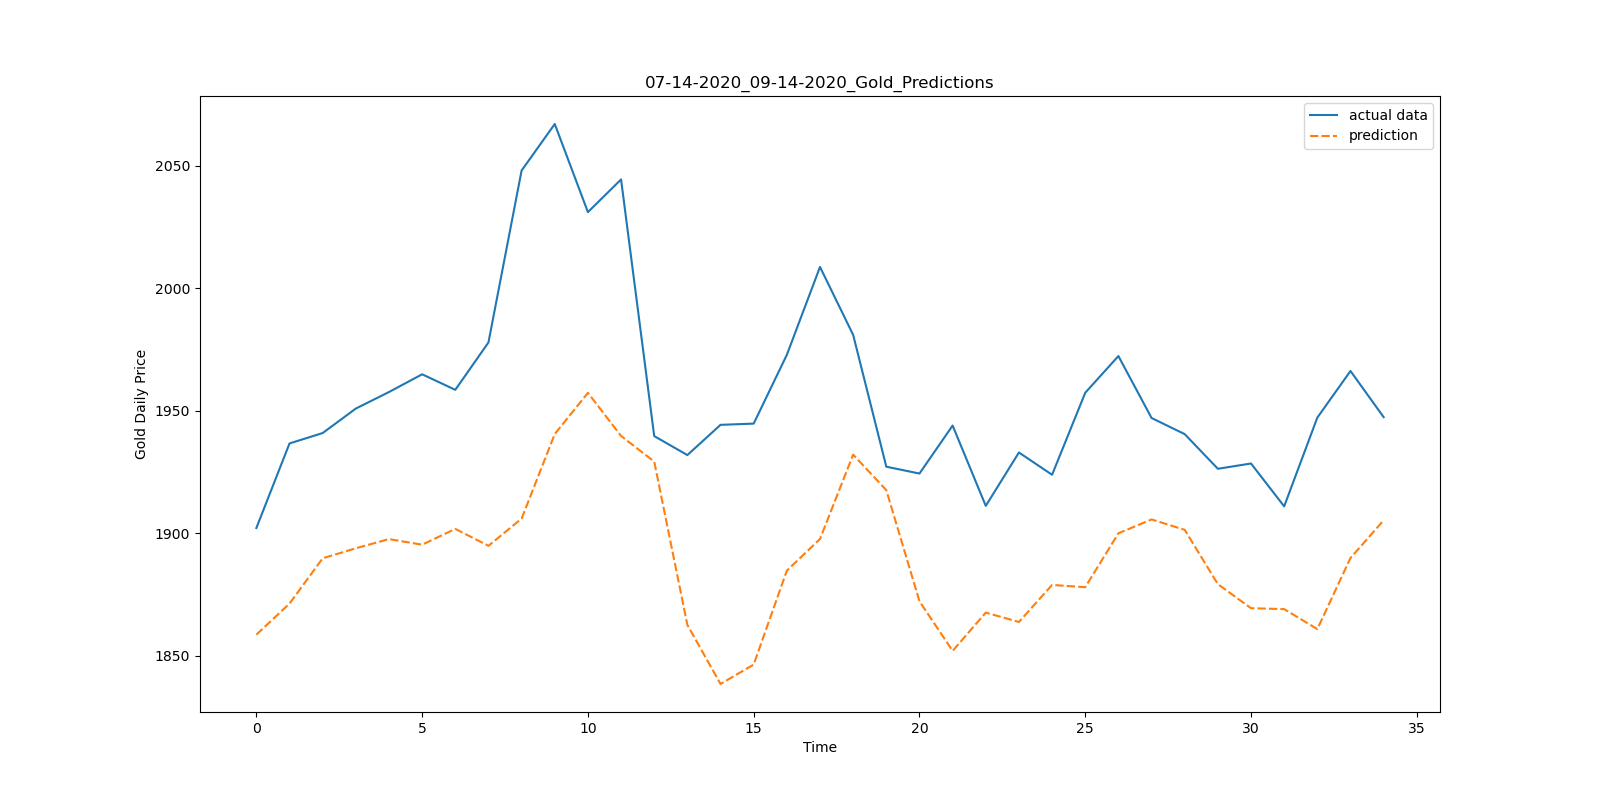 07-14-2020_09-14-2020_Gold_Predictions
actual data
prediction
2050
2000
1950
1900
1850
Gold Daily Price
0 5 10 15 20 25 30 35
Time